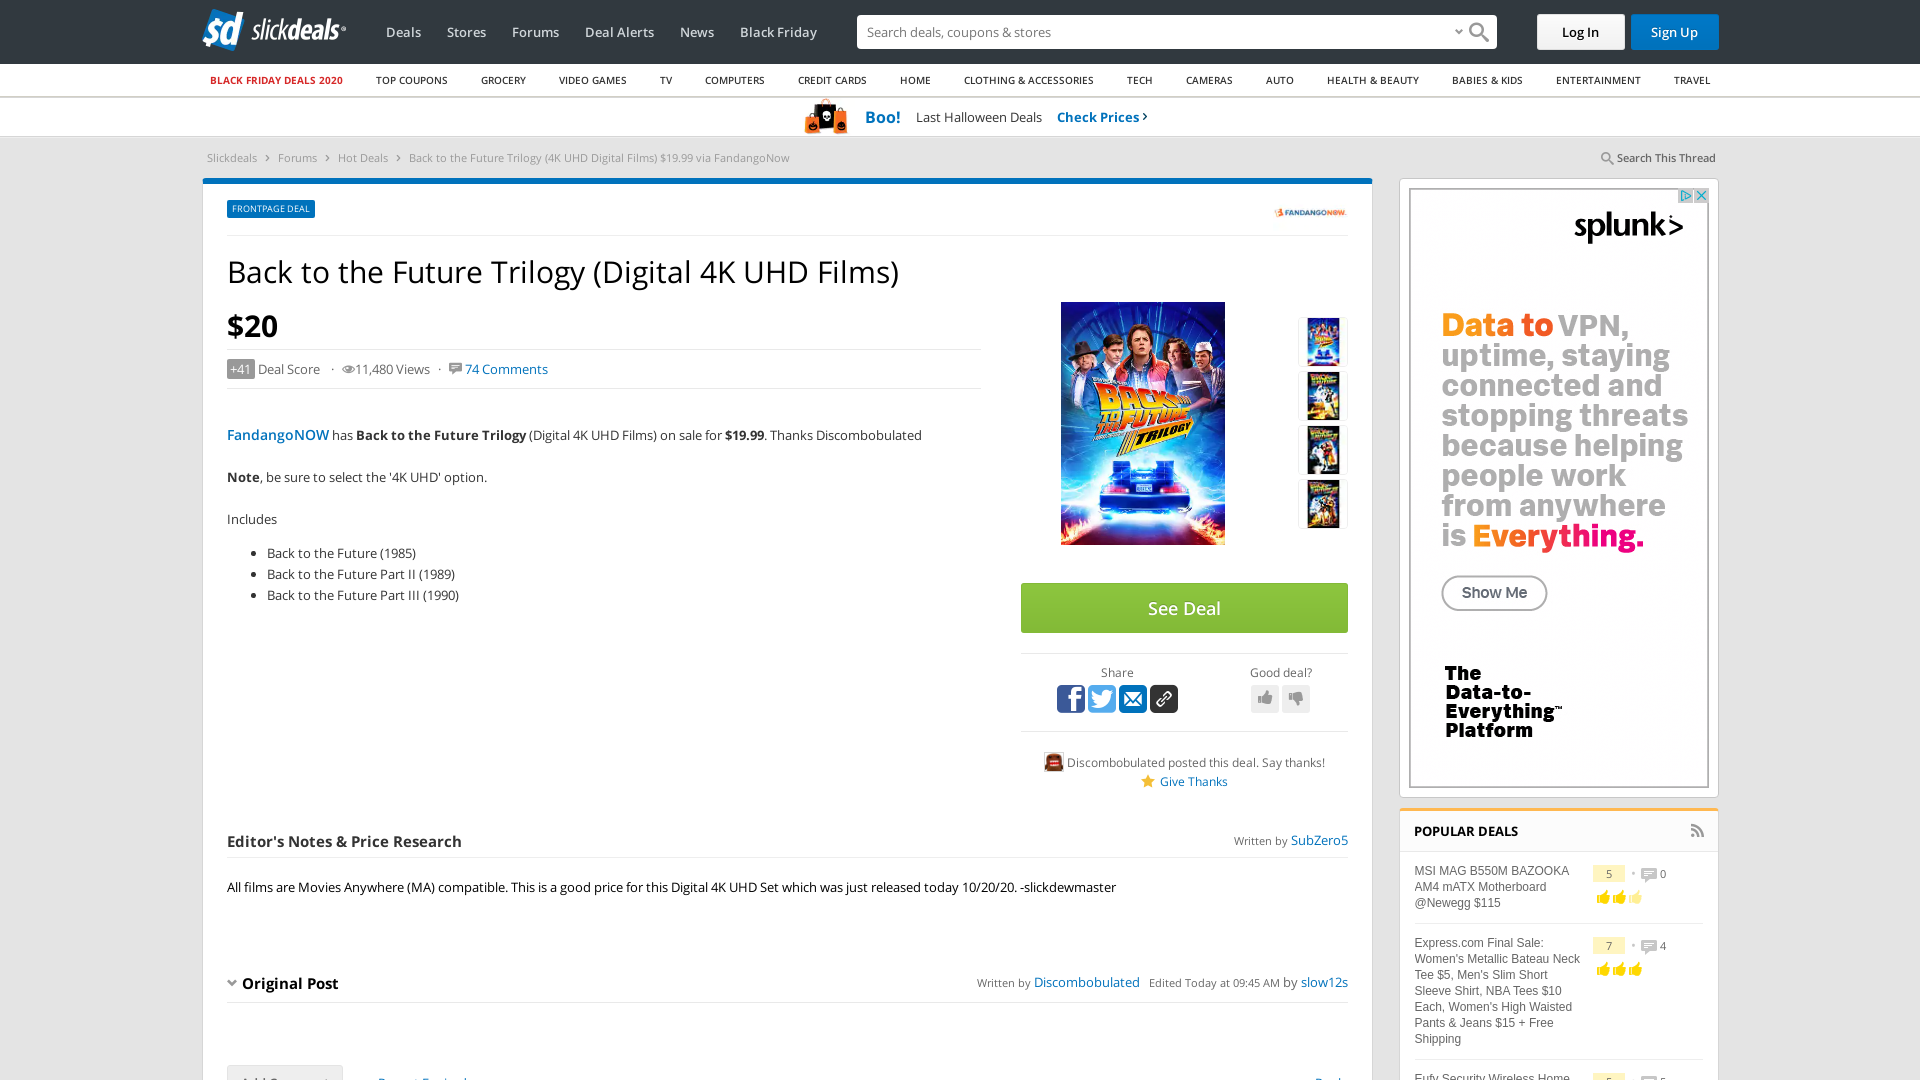 slickdeals
Deals
Stores
Forums
Deal Alerts
News
Black Friday
Search deals, coupons & shopping
Log In
Sign Up
BLACK FRIDAY DEALS 2020
TOP COUPONS
GROCERY
VIDEO GAMES
TV
COMPUTERS
CREDIT CARDS
HOME
CLOTHING & ACCESSORIES
TECH
CAMERAS
AUTO
HEALTH & BEAUTY
BABIES & KIDS
ENTERTAINMENT
TRAVEL
Boo! Last Halloween Deals Check Prices
Slickdeals > Forums > Hot Deals > Back to the Future Trilogy (4K UHD Digital Films) $19.99 via FandangoNow
Search This Thread
FRONTPAGE DEAL
FANDANGONOW
Back to the Future Trilogy (Digital 4K UHD Films)
$20
+41 Deal Score · 11,480 Views · 74 Comments
FandangoNOW has Back to the Future Trilogy (Digital 4K UHD Films) on sale for $19.99. Thanks Discombobulated
Note, be sure to select the '4K UHD' option.
Includes
Back to the Future (1985)
Back to the Future Part II (1989)
Back to the Future Part III (1990)
BACK
TO THE
FUTURE
TRILOGY
See Deal
Share
Good deal?
Discombobulated posted this deal. Say thanks!
Give Thanks
Editor's Notes & Price Research
Written by SubZero5
All films are Movies Anywhere (MA) compatible. This is a good price for this Digital 4K UHD Set which was just released today 10/20/20. -slickdewmaster
Original Post
Written by Discombobulated Edited Today at 09:45 AM by slow12s
splunk>
Data to VPN,
uptime, staying
connected and
stopping threats
because helping
people work
from anywhere
is Everything.
Show Me
The
Data-to-
Everything™
Platform
POPULAR DEALS
MSI MAG B550M BAZOOKA
AM4 mATX Motherboard
@Newegg $115
5 · 0
Express.com Final Sale:
Women's Metallic Bateau Neck
Tee $5, Men's Slim Short
Sleeve Shirt, NBA Tees $10
Each, Women's High Waisted
Pants & Jeans $15 + Free
Shipping
7 · 4
Eufy Security Wireless Home